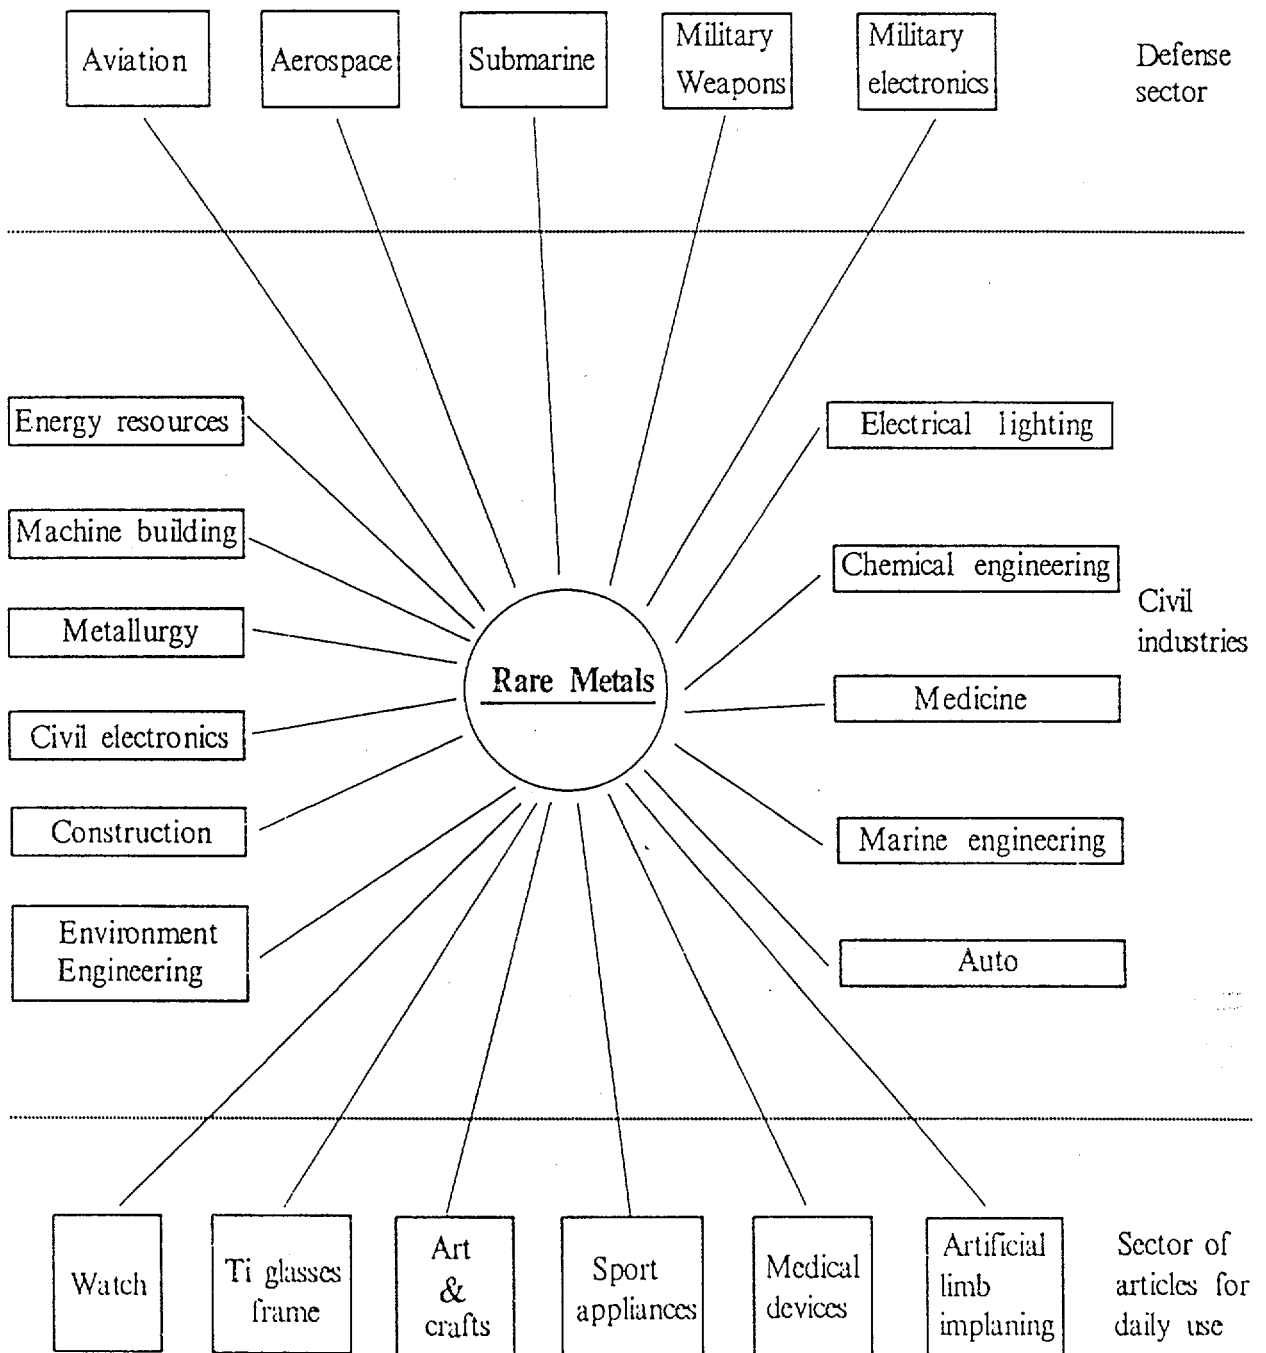 Aviation
Aerospace
Submarine
Military
Weapons
Military
electronics
Defense
sector
Energy resources
Machine building
Metallurgy
Civil electronics
Construction
Environment
Engineering
Rare Metals
Electrical lighting
Chemical engineering
Medicine
Marine engineering
Auto
Civil
industries
Watch
Ti glasses
frame
Art
&
crafts
Sport
appliances
Medical
devices
Artificial
limb
implaning
Sector of
articles for
daily use